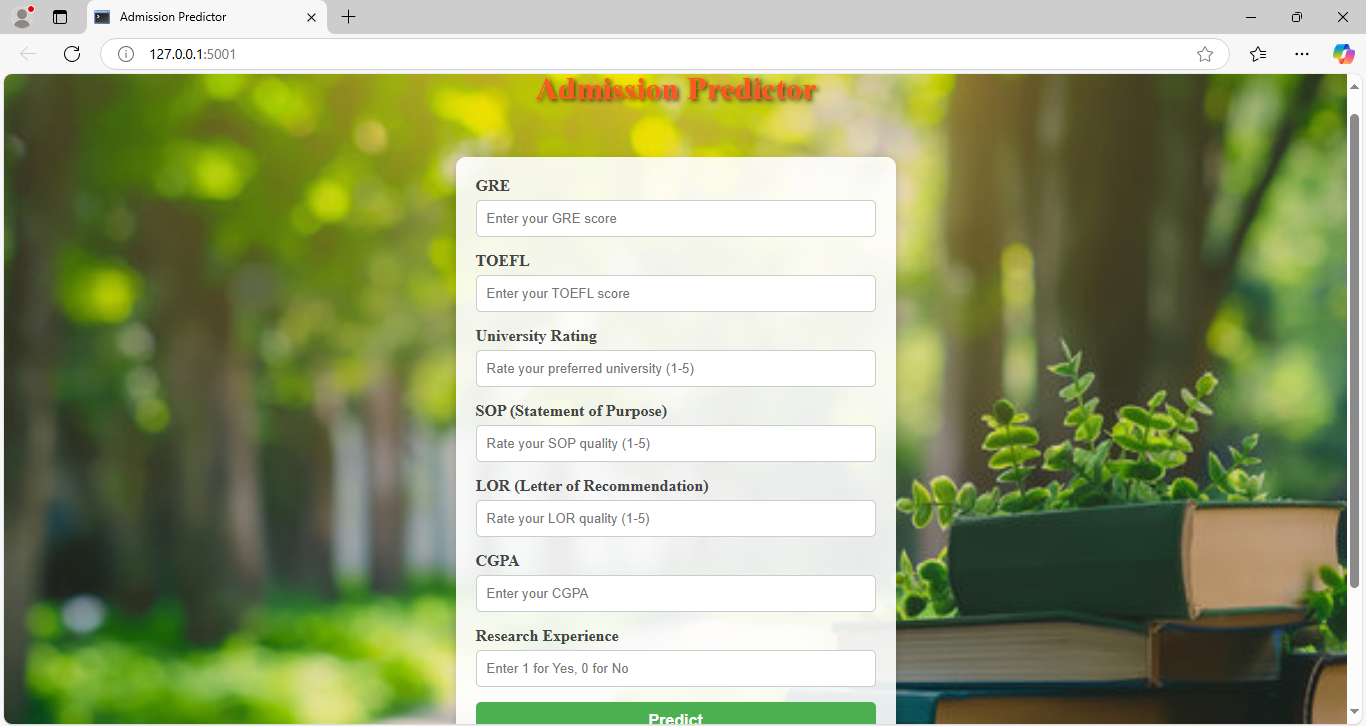 Admission Predictor
127.0.0.1:5001
Admission Predictor
GRE
Enter your GRE score
TOEFL
Enter your TOEFL score
University Rating
Rate your preferred university (1-5)
SOP (Statement of Purpose)
Rate your SOP quality (1-5)
LOR (Letter of Recommendation)
Rate your LOR quality (1-5)
CGPA
Enter your CGPA
Research Experience
Enter 1 for Yes, 0 for No
Predict